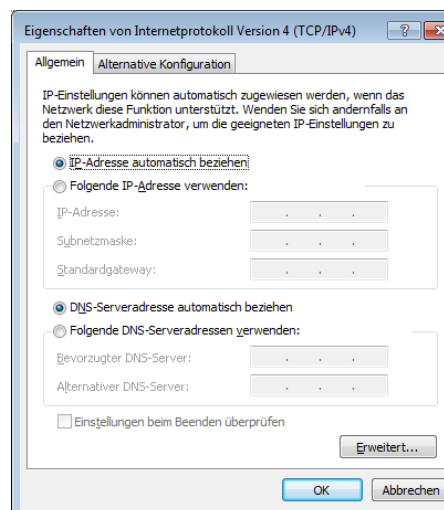 Eigenschaften von Internetprotokoll Version 4 (TCP/IPv4)
Allgemein
Alternative Konfiguration
IP-Einstellungen können automatisch zugewiesen werden, wenn das
Netzwerk diese Funktion unterstützt. Wenden Sie sich andernfalls an
den Netzwerkadministrator, um die geeigneten IP-Einstellungen zu
beziehen.
IP-Adresse automatisch beziehen
Folgende IP-Adresse verwenden:
IP-Adresse:
Subnetzmaske:
Standardgateway:
DNS-Serveradresse automatisch beziehen
Folgende DNS-Serveradressen verwenden:
Bevorzugter DNS-Server:
Alternativer DNS-Server:
Einstellungen beim Beenden überprüfen
Erweitert...
OK
Abbrechen